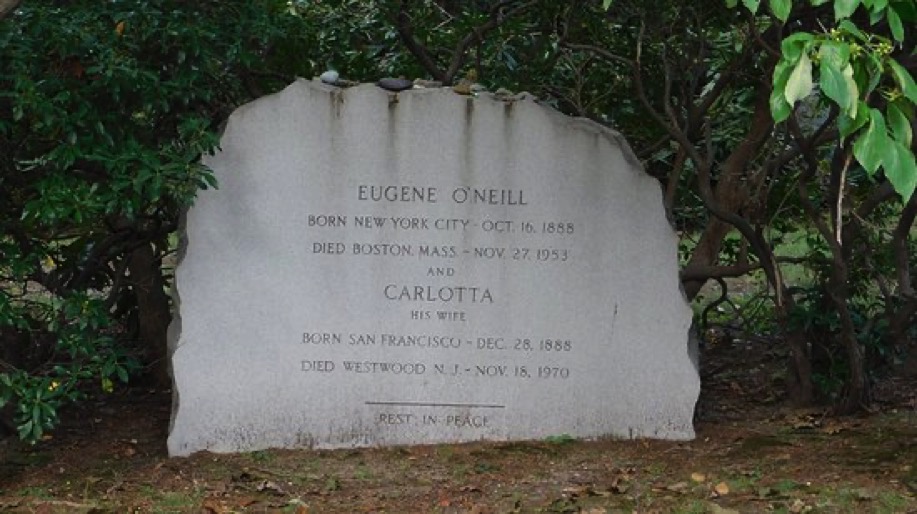 EUGENE O'NEILL
BORN NEW YORK CITY - OCT. 16, 1888
DIED BOSTON, MASS. - NOV. 27, 1953
AND
CARLOTTA
HIS WIFE
BORN SAN FRANCISCO - DEC. 28, 1888
DIED WESTWOOD N. J. - NOV. 18, 1970
REST IN PEACE